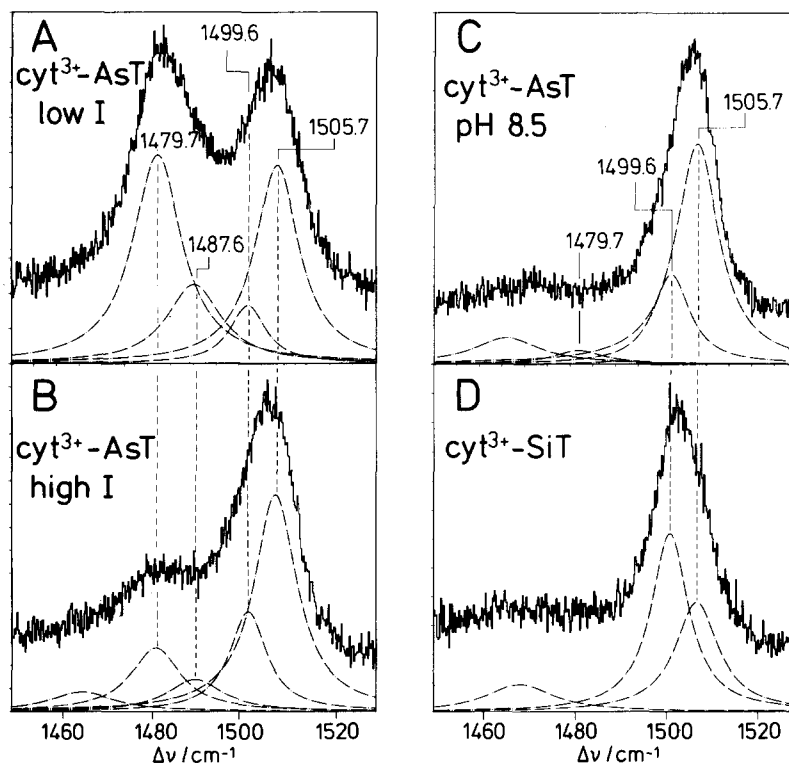 A
cyt³⁺-AsT
low I
1499.6
1479.7
1505.7
1487.6
B
cyt³⁺-AsT
high I
1460 1480 1500 1520
Δν/cm⁻¹
C
cyt³⁺-AsT
pH 8.5
1505.7
1499.6
1479.7
D
cyt³⁺-SiT
1460 1480 1500 1520
Δν/cm⁻¹